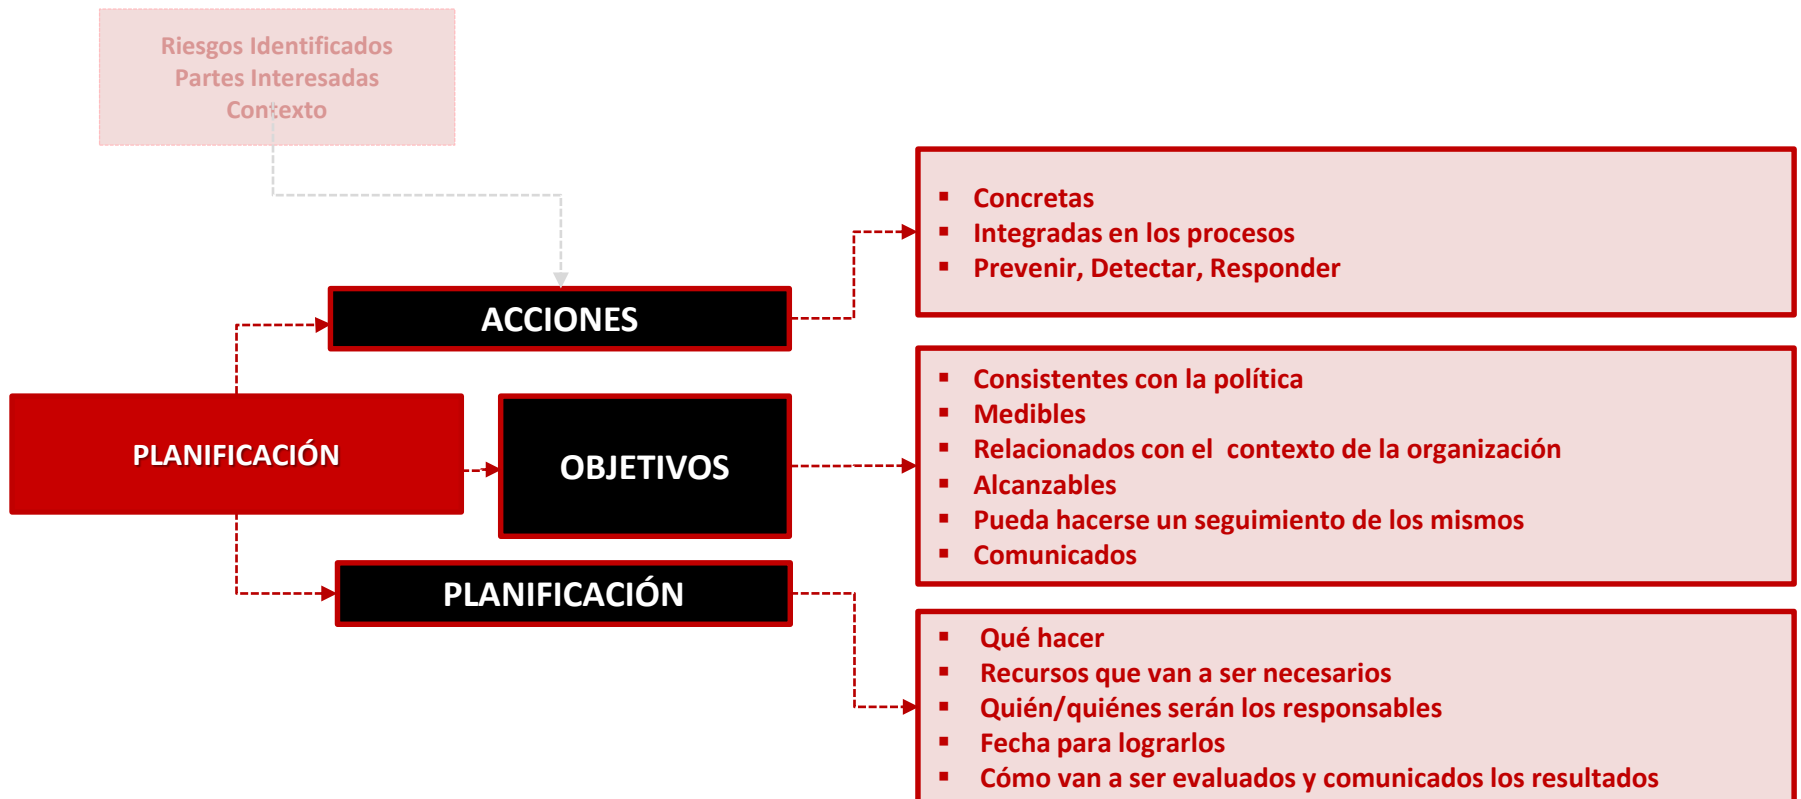 Riesgos Identificados
Partes Interesadas
Contexto
▪ Concretas
▪ Integradas en los procesos
▪ Prevenir, Detectar, Responder
ACCIONES
PLANIFICACIÓN
OBJETIVOS
▪ Consistentes con la política
▪ Medibles
▪ Relacionados con el  contexto de la organización
▪ Alcanzables
▪ Pueda hacerse un seguimiento de los mismos
▪ Comunicados
PLANIFICACIÓN
▪ Qué hacer
▪ Recursos que van a ser necesarios
▪ Quién/quiénes serán los responsables
▪ Fecha para lograrlos
▪ Cómo van a ser evaluados y comunicados los resultados